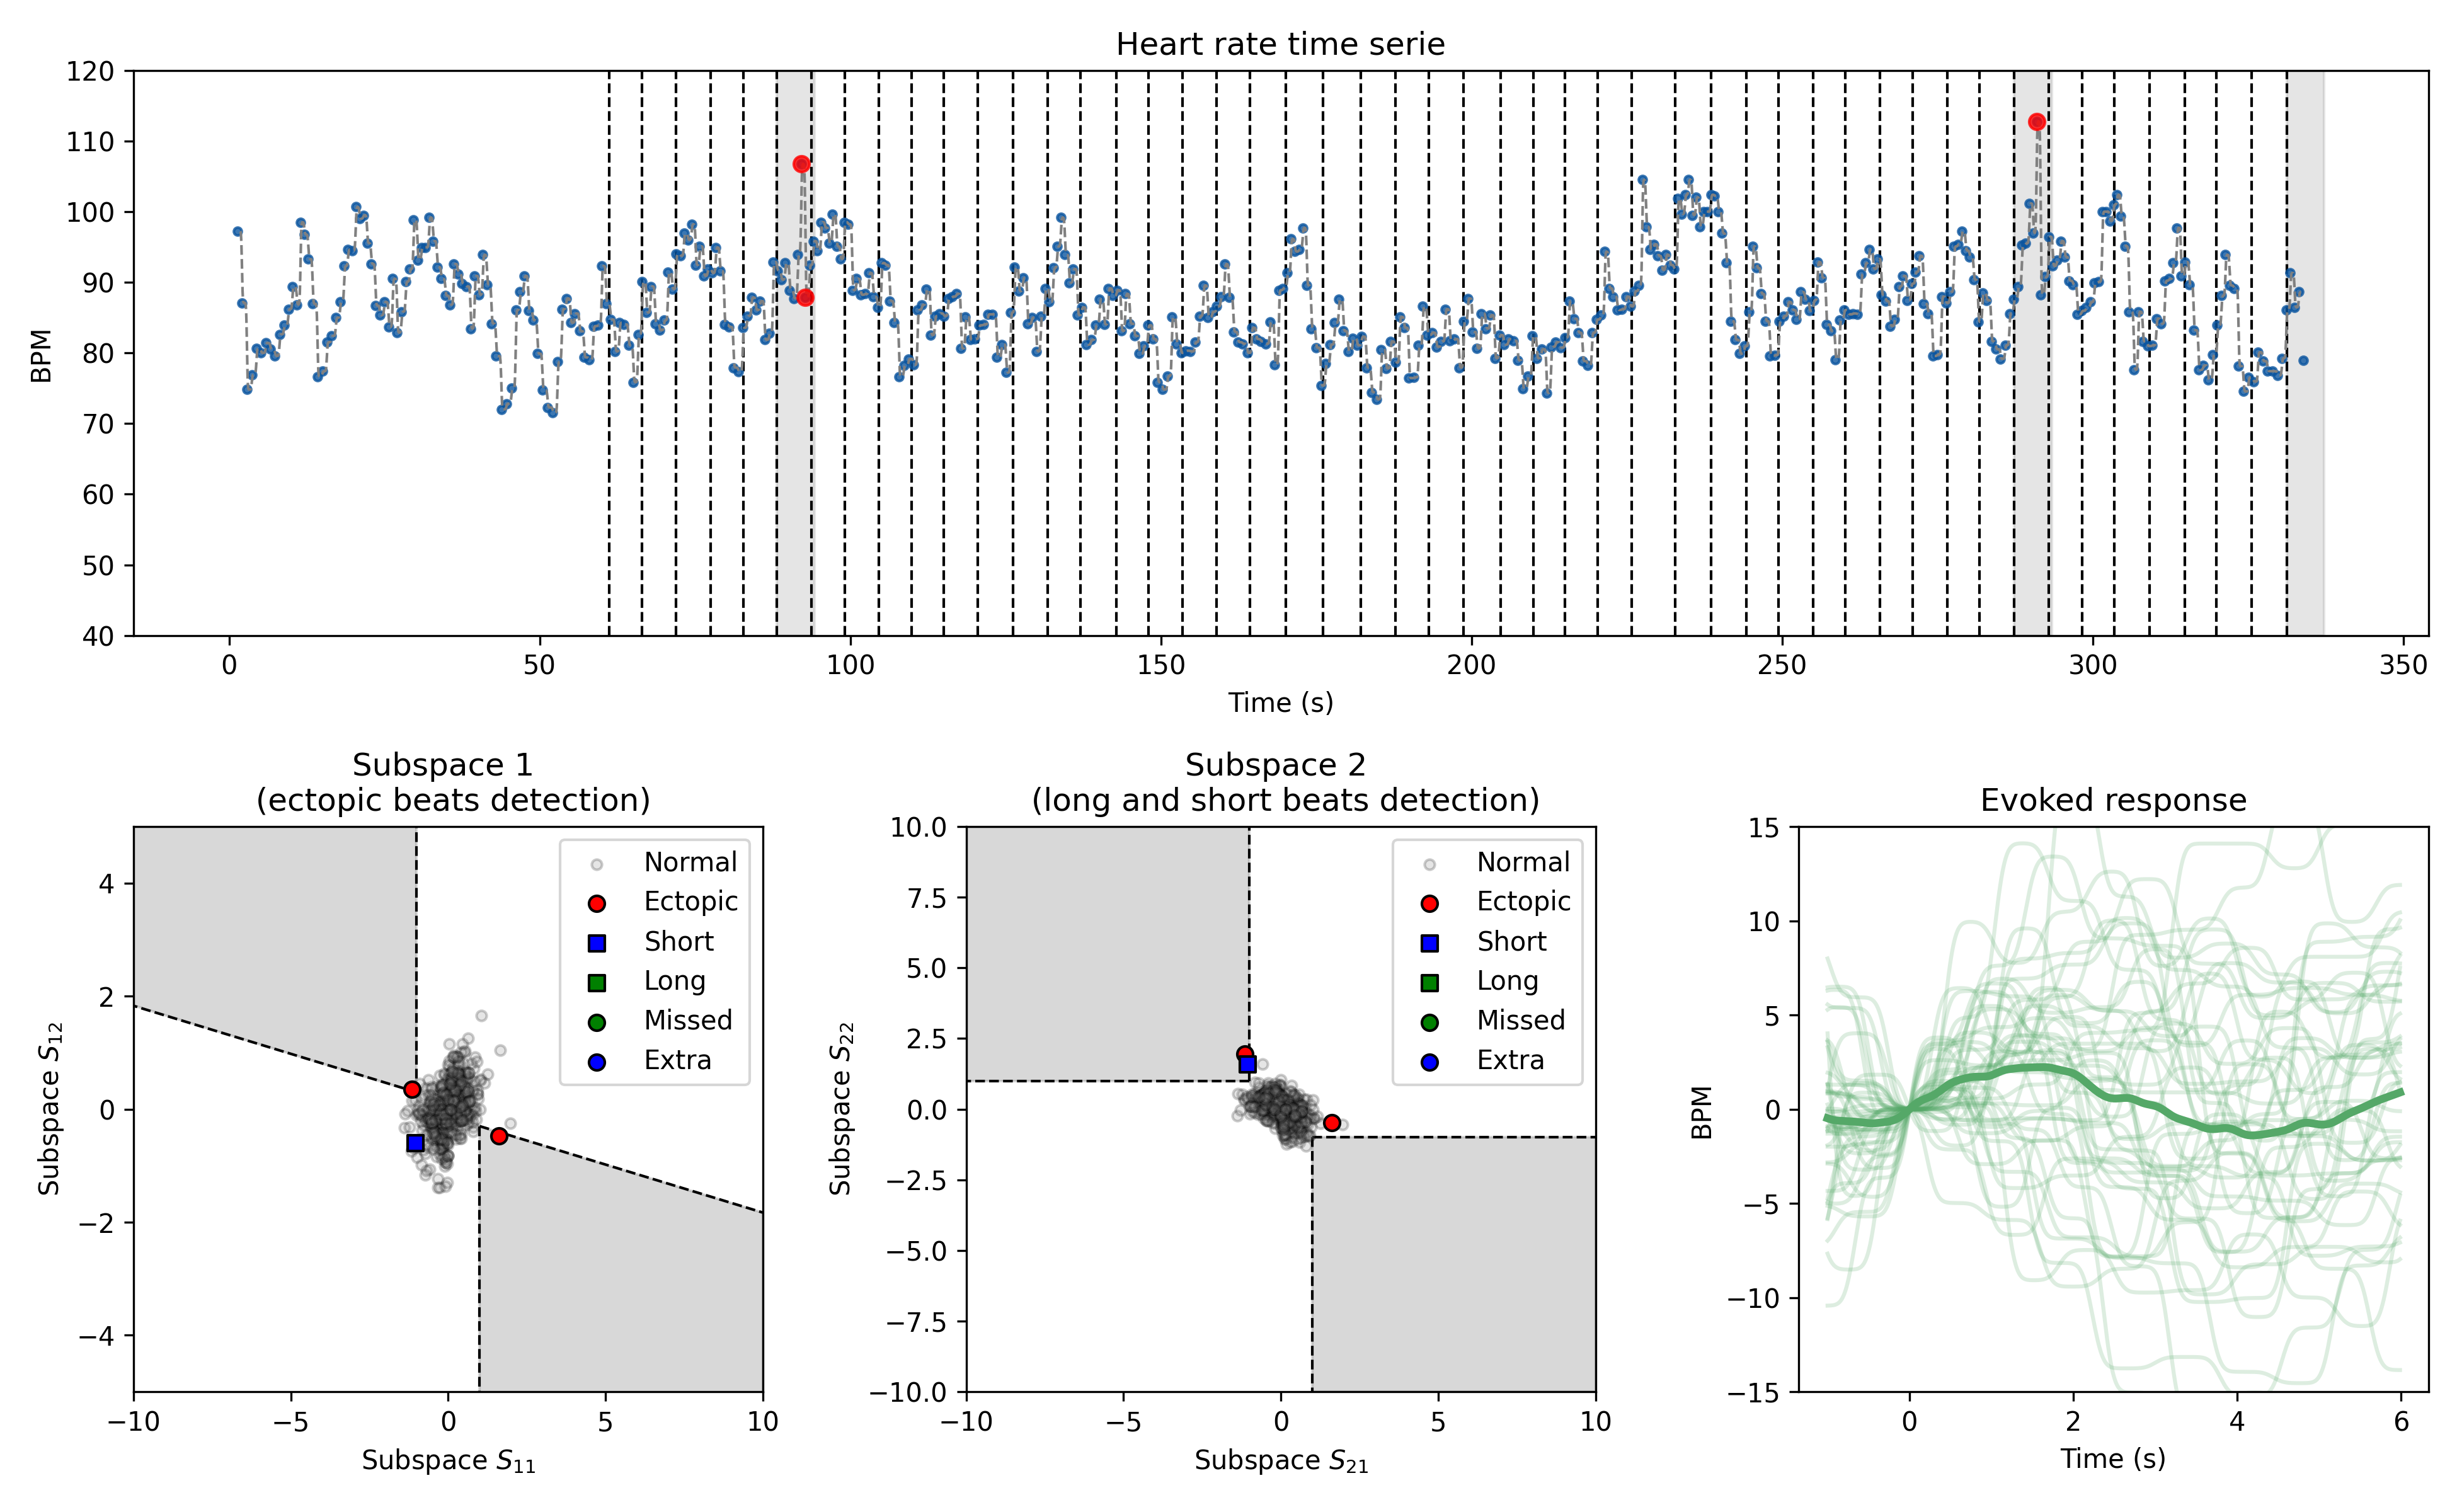 Heart rate time serie
120
110
100
90
80
70
60
50
40
BPM
0 50 100 150 200 250 300 350
Time (s)
Subspace 1
(ectopic beats detection)
4
2
0
−2
−4
Subspace S12
Normal
Ectopic
Short
Long
Missed
Extra
−10 −5 0 5 10
Subspace S11
Subspace 2
(long and short beats detection)
10.0
7.5
5.0
2.5
0.0
−2.5
−5.0
−7.5
−10.0
Subspace S22
Normal
Ectopic
Short
Long
Missed
Extra
−10 −5 0 5 10
Subspace S21
Evoked response
15
10
5
0
−5
−10
−15
BPM
0 2 4 6
Time (s)